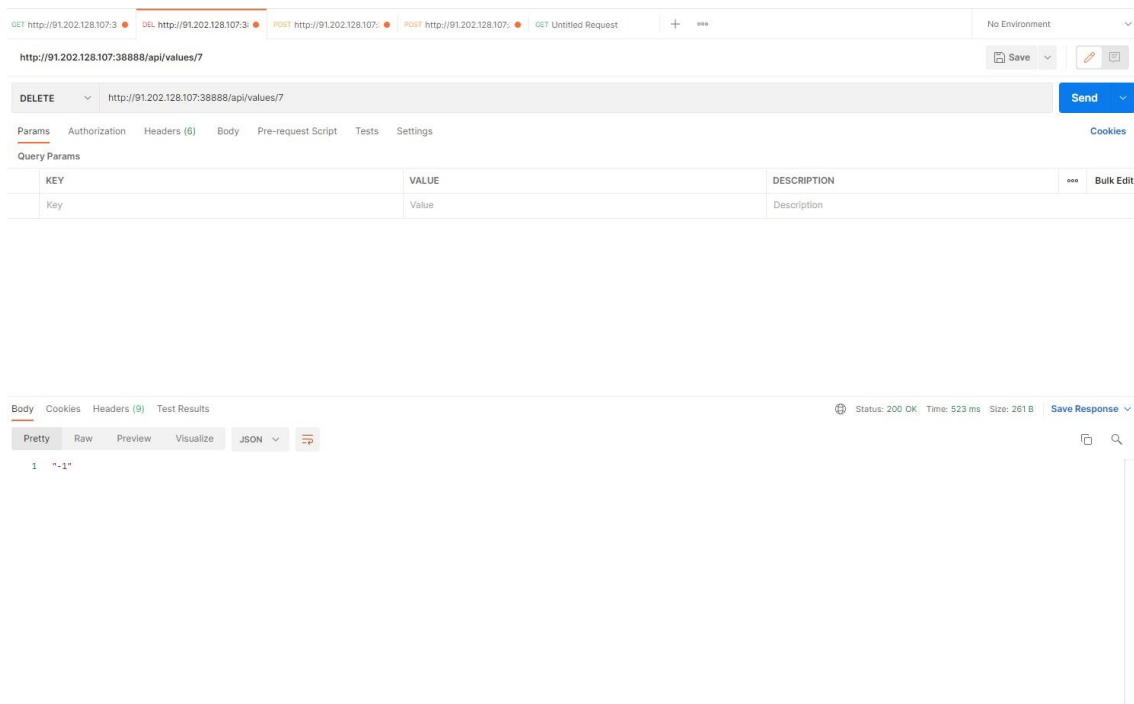 GET http://91.202.128.107:3 DEL http://91.202.128.107:3 POST http://91.202.128.107: POST http://91.202.128.107: GET Untitled Request No Environment
http://91.202.128.107:38888/api/values/7 Save
DELETE http://91.202.128.107:38888/api/values/7 Send
Params Authorization Headers (6) Body Pre-request Script Tests Settings Cookies
Query Params
KEY VALUE DESCRIPTION Bulk Edit
Key Value Description
Body Cookies Headers (9) Test Results Status: 200 OK Time: 523 ms Size: 261 B Save Response
Pretty Raw Preview Visualize JSON
1 "-1"